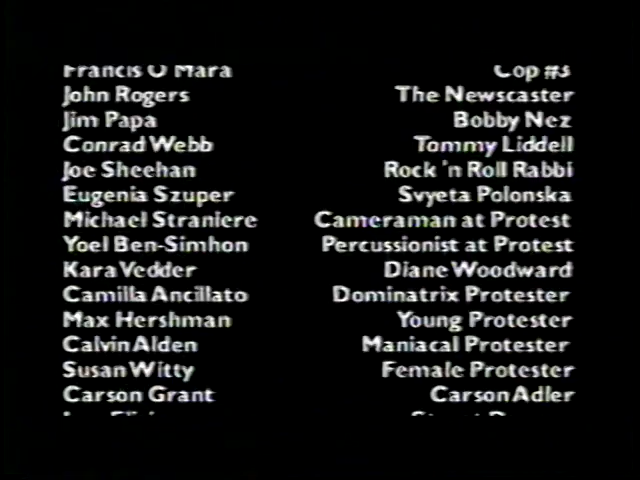 Francis O'Mara Cop #3
John Rogers The Newscaster
Jim Papa Bobby Nez
Conrad Webb Tommy Liddell
Joe Sheehan Rock 'n Roll Rabbi
Eugenia Szuper Svyeta Polonska
Michael Straniere Cameraman at Protest
Yoel Ben-Simhon Percussionist at Protest
Kara Vedder Diane Woodward
Camilla Ancillato Dominatrix Protester
Max Hershman Young Protester
Calvin Alden Maniacal Protester
Susan Witty Female Protester
Carson Grant Carson Adler